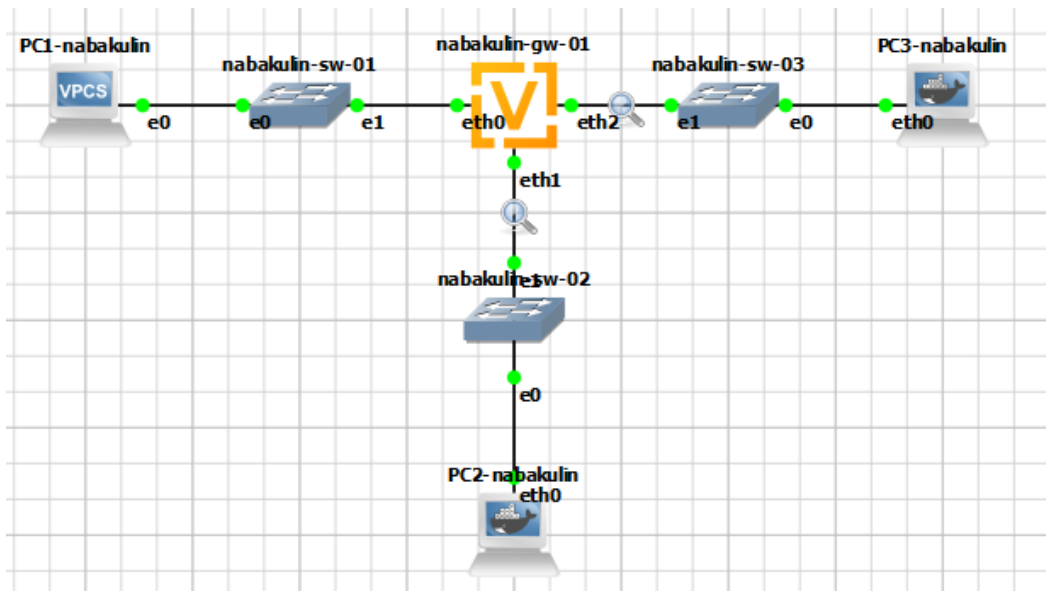 PC1-nabakulin
nabakulin-gw-01
PC3-nabakulin
nabakulin-sw-01
nabakulin-sw-03
VPCS
V
e0
e0
e1
eth0
eth2
e1
e0
eth0
eth1
nabakulin-sw-02
e1
e0
PC2-nabakulin
eth0